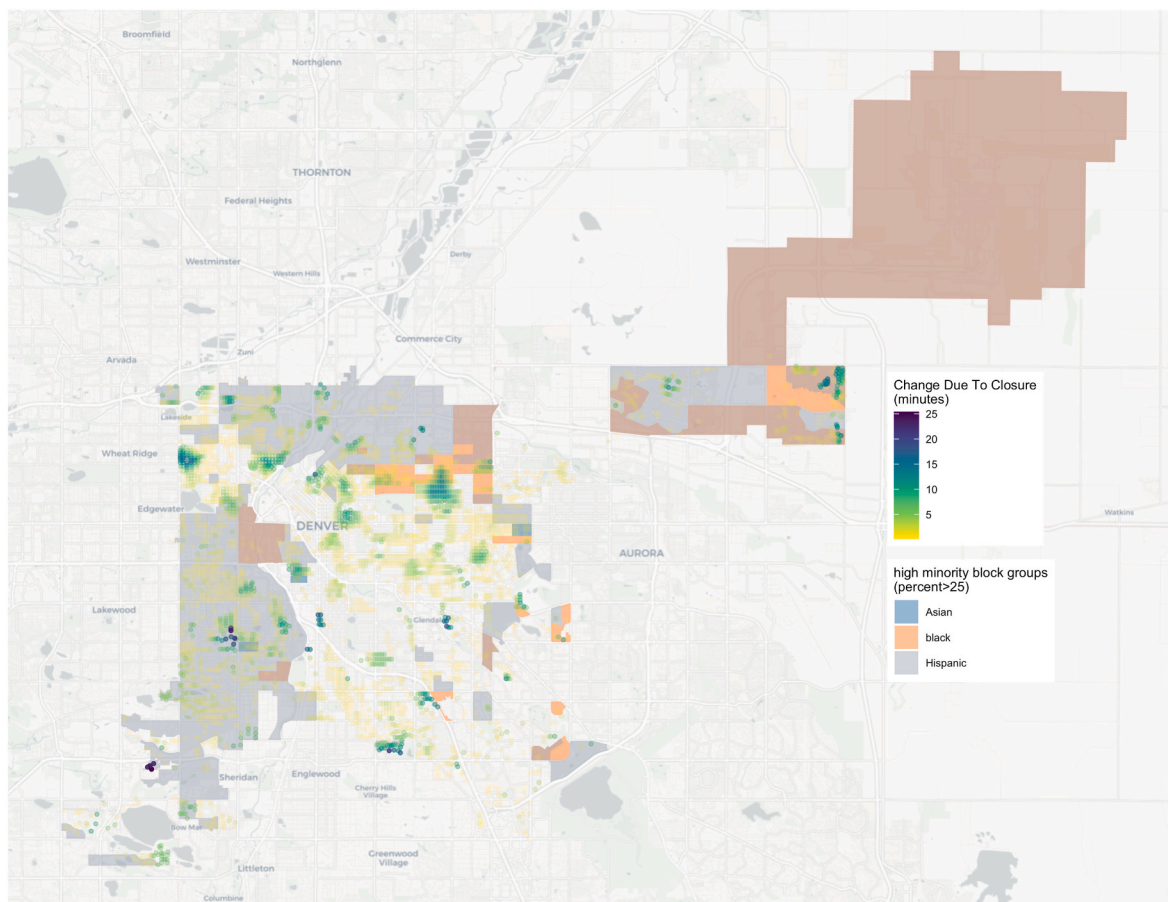 Broomfield
Northglenn
THORNTON
Federal Heights
Westminster
Derby
Western Hills
Commerce City
Zuni
Arvada
Change Due To Closure
(minutes)
25
20
15
10
5
Lakeside
Wheat Ridge
Edgewater
DENVER
Watkins
AURORA
high minority block groups
(percent>25)
Asian
black
Hispanic
Lakewood
Sheridan
Englewood
Cherry Hills
Village
Bow Mar
Greenwood
Village
Littleton
Columbine